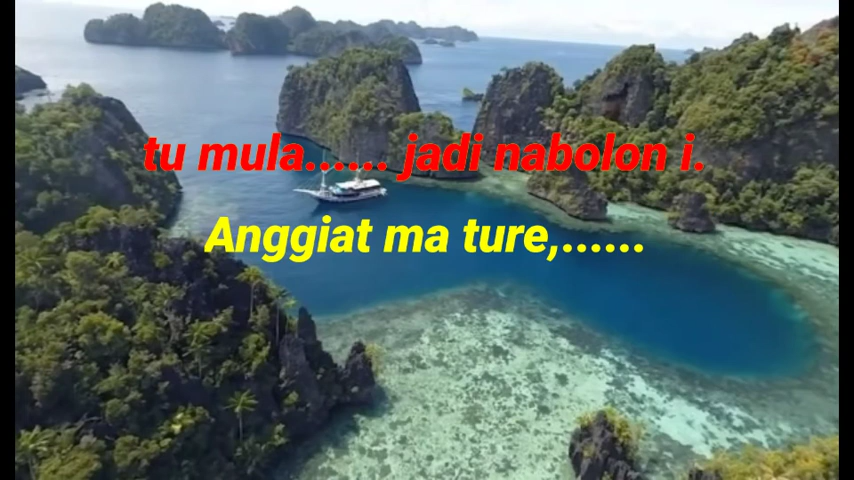 tu mula...... jadi nabolon i.
Anggiat ma ture,......